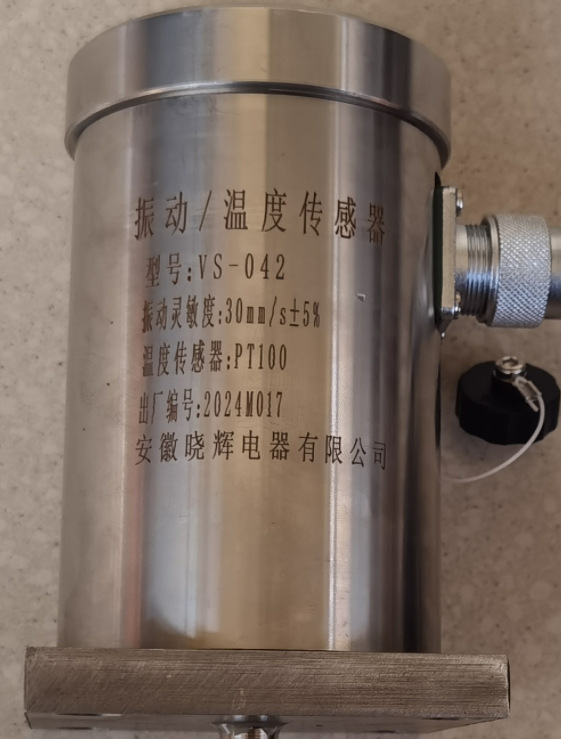 振动/温度传感器
型号:VS-042
振动灵敏度:30mm/s±5%
温度传感器:PT100
出厂编号:2024M017
安徽晓辉电器有限公司